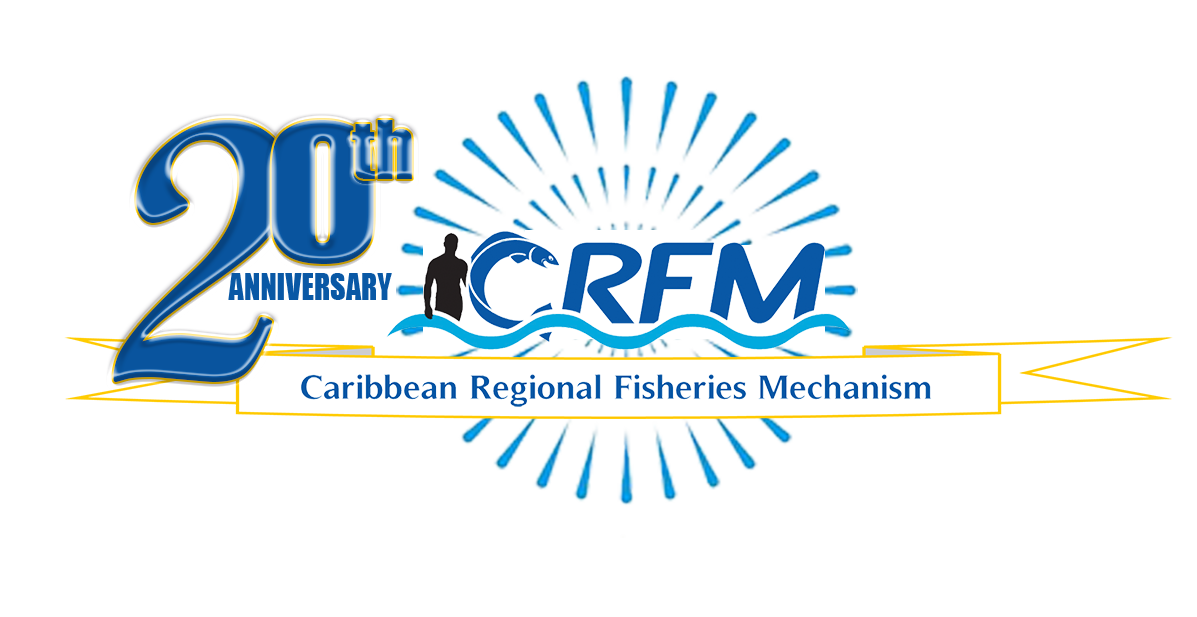 20th
ANNIVERSARY
CRFM
Caribbean Regional Fisheries Mechanism